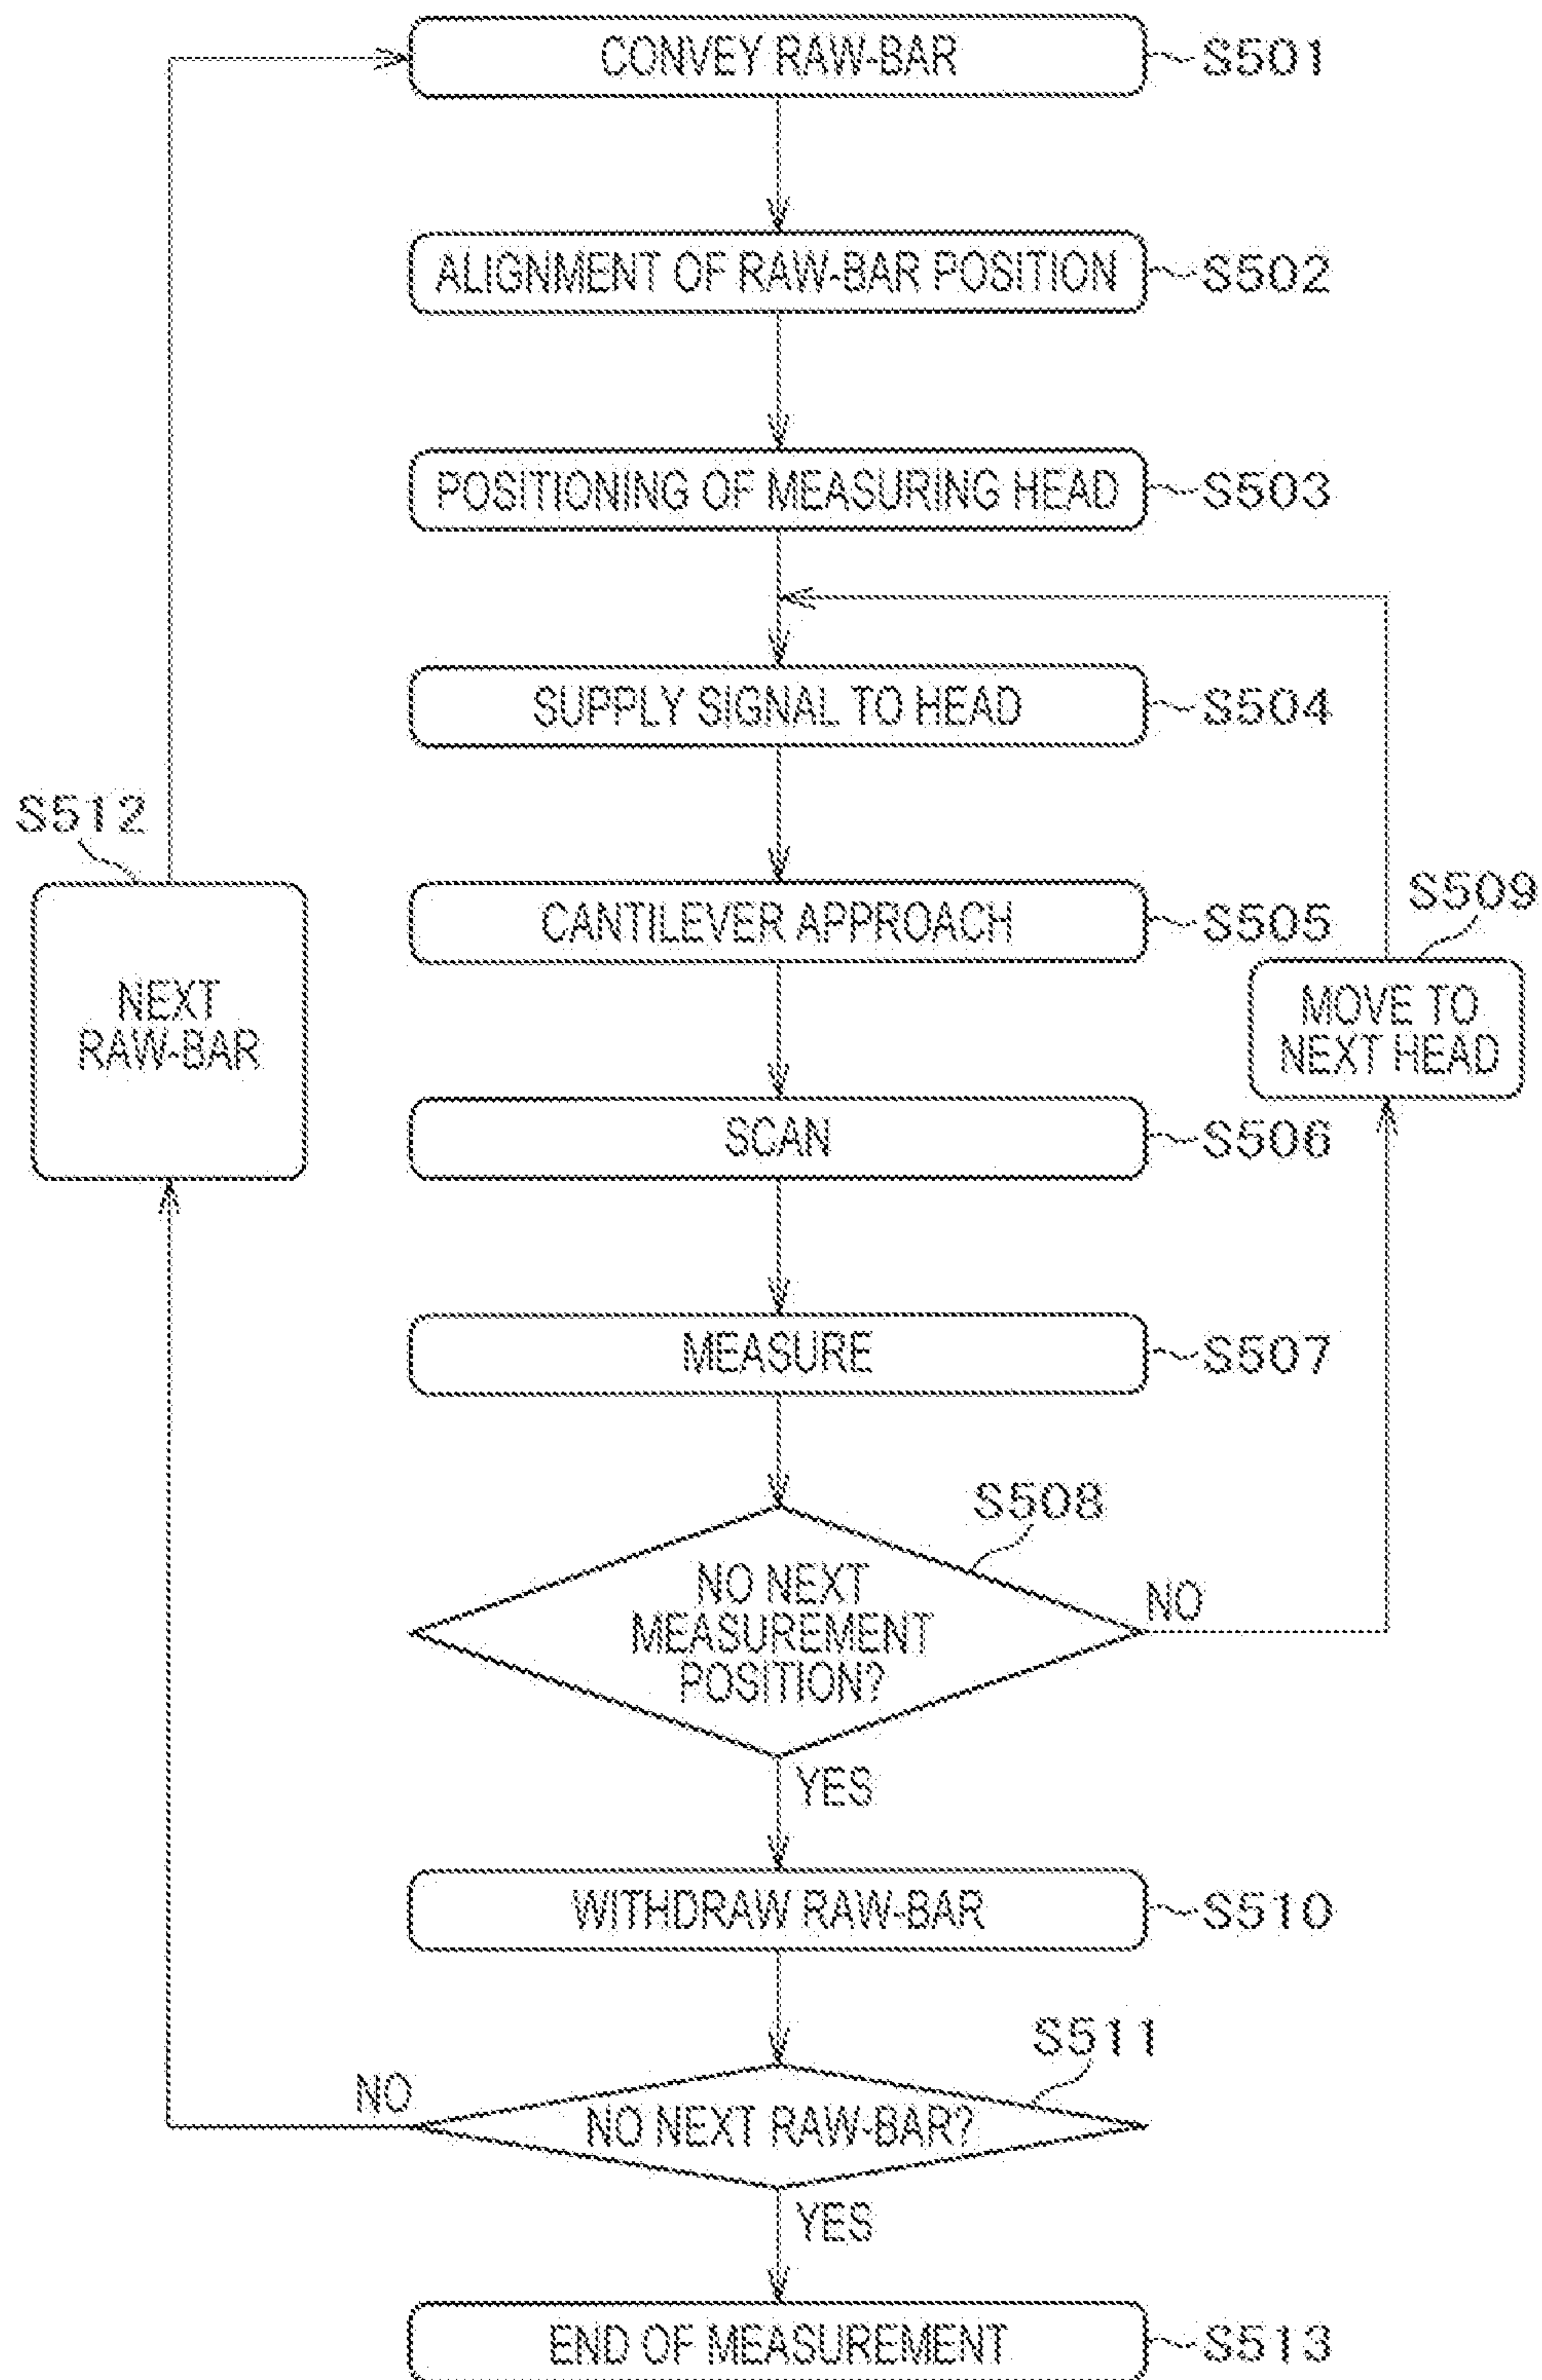 CONVEY RAW-BAR
S501
ALIGNMENT OF RAW-BAR POSITION
S502
POSITIONING OF MEASURING HEAD
S503
SUPPLY SIGNAL TO HEAD
S504
S512
NEXT
RAW-BAR
CANTILEVER APPROACH
S505
S509
MOVE TO
NEXT HEAD
SCAN
S506
MEASURE
S507
S508
NO NEXT
MEASUREMENT
POSITION?
NO
YES
WITHDRAW RAW-BAR
S510
S511
NO
NO NEXT RAW-BAR?
YES
END OF MEASUREMENT
S513